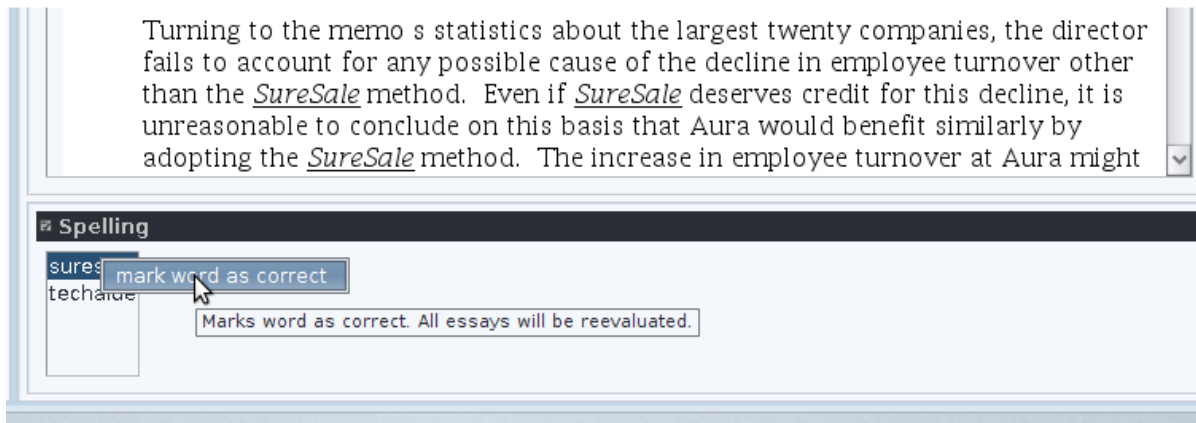 Turning to the memo s statistics about the largest twenty companies, the director
fails to account for any possible cause of the decline in employee turnover other
than the SureSale method. Even if SureSale deserves credit for this decline, it is
unreasonable to conclude on this basis that Aura would benefit similarly by
adopting the SureSale method. The increase in employee turnover at Aura might
Spelling
mark word as correct
Marks word as correct. All essays will be reevaluated.